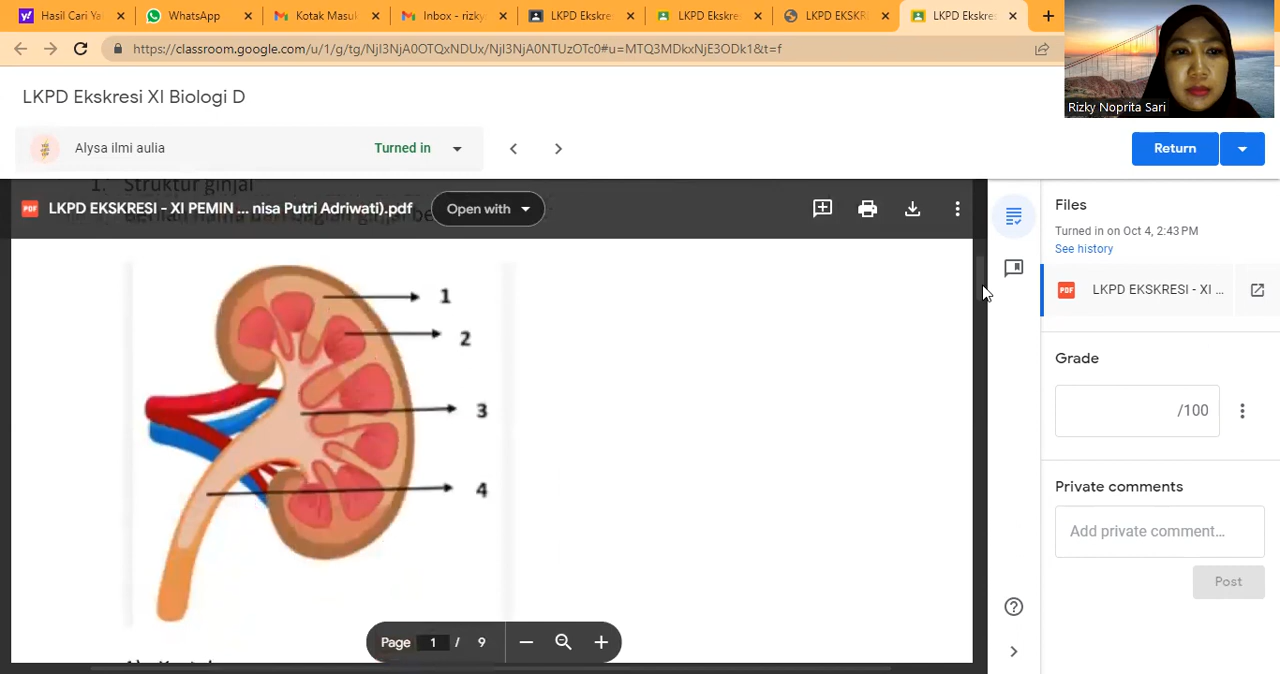 Hasil Cari Ya
WhatsApp
Kotak Masu
Inbox - rizky
LKPD Ekskre
LKPD Ekskre
LKPD EKSKR
LKPD Ekskre
https://classroom.google.com/u/1/g/tg/NjI3NjA0OTQxNDUx/NjI3NjA0NTUzOTc0#u=MTQ3MDkxNjE3ODk1&t=f
Rizky Noprita Sari
LKPD Ekskresi XI Biologi D
Alysa ilmi aulia
Turned in
Return
1. Struktur ginjal
PDF
LKPD EKSKRESI - XI PEMIN ... nisa Putri Adriwati).pdf
Open with
1
2
3
4
Page 1 / 9
Files
Turned in on Oct 4, 2:43 PM
See history
PDF
LKPD EKSKRESI - XI ...
Grade
/100
Private comments
Add private comment...
Post